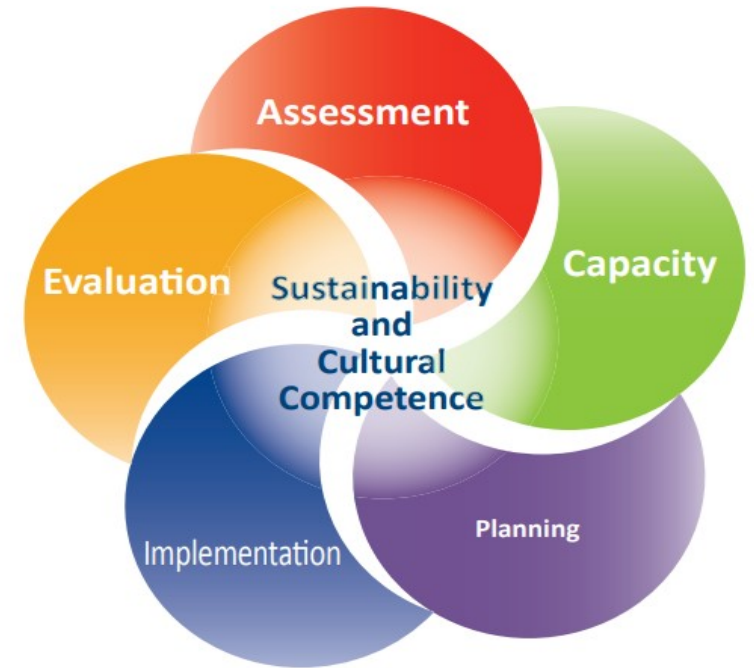 Assessment
Capacity
Planning
Implementation
Evaluation
Sustainability
and
Cultural
Competence